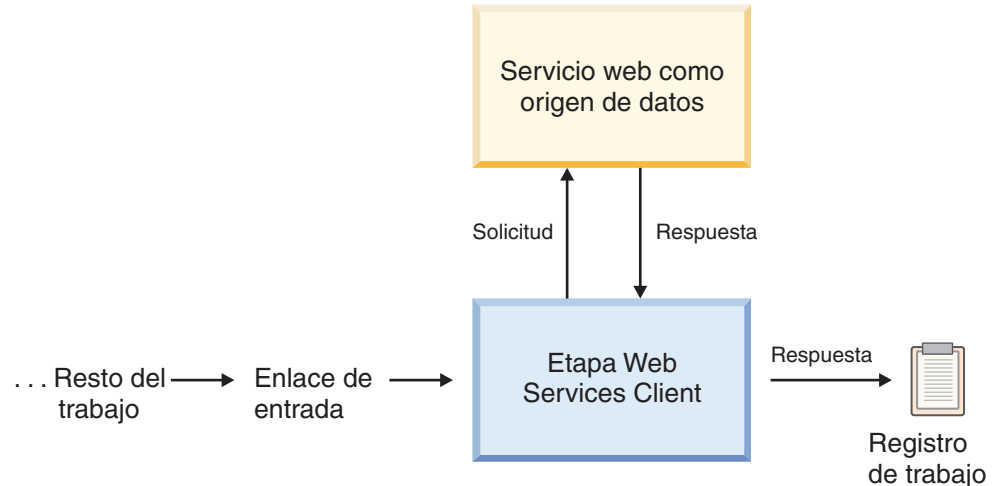 Servicio web como
origen de datos
Solicitud
Respuesta
. . . Resto del
trabajo
Enlace de
entrada
Etapa Web
Services Client
Respuesta
Registro
de trabajo